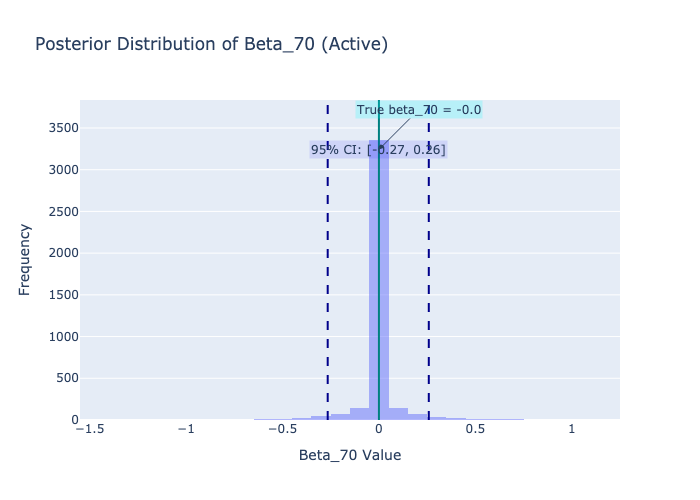 Posterior Distribution of Beta_70 (Active)
True beta_70 = -0.0
95% CI: [-0.27, 0.26]
3500
3000
2500
2000
1500
1000
500
0
Frequency
−1.5 −1 −0.5 0 0.5 1
Beta_70 Value